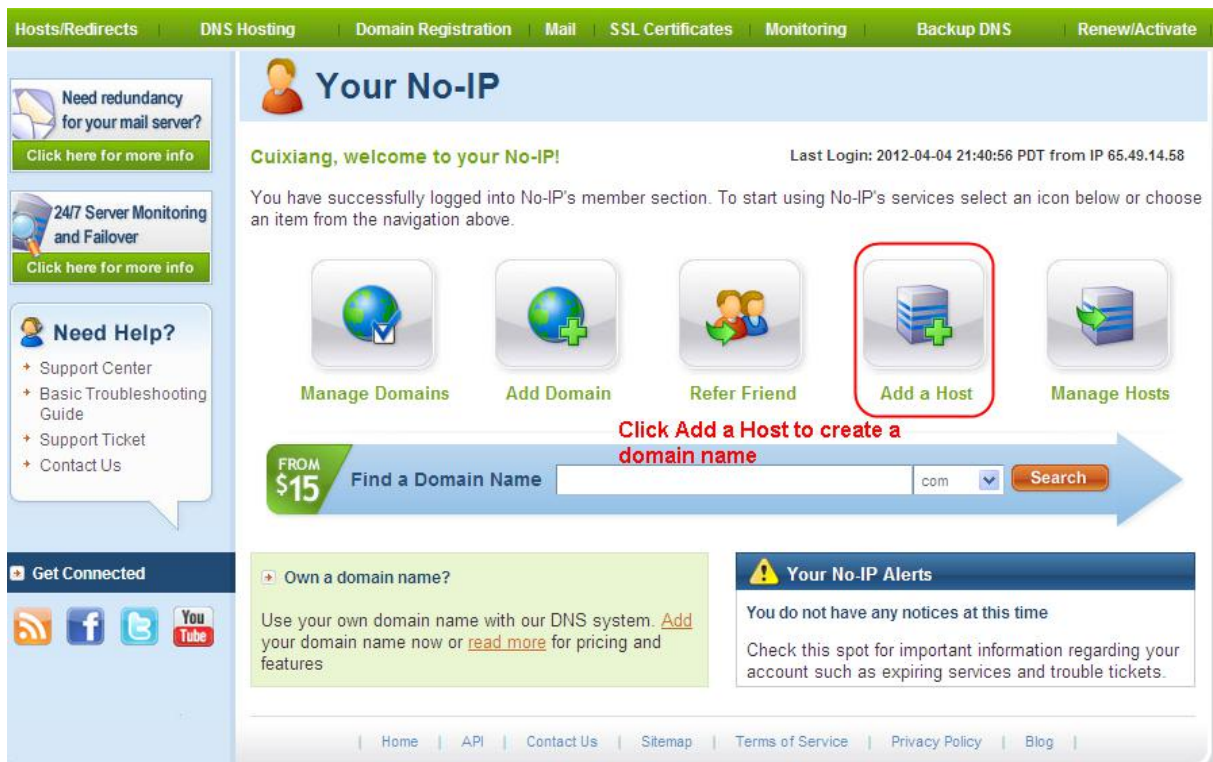 Hosts/Redirects
DNS Hosting
Domain Registration
Mail
SSL Certificates
Monitoring
Backup DNS
Renew/Activate
Need redundancy
for your mail server?
Click here for more info
24/7 Server Monitoring
and Failover
Click here for more info
Need Help?
Support Center
Basic Troubleshooting
Guide
Support Ticket
Contact Us
Get Connected
You
Tube
Your No-IP
Cuixiang, welcome to your No-IP!
Last Login: 2012-04-04 21:40:56 PDT from IP 65.49.14.58
You have successfully logged into No-IP's member section. To start using No-IP's services select an icon below or choose
an item from the navigation above.
Manage Domains
Add Domain
Refer Friend
Add a Host
Manage Hosts
Click Add a Host to create a
domain name
FROM
$15
Find a Domain Name
com
Search
Own a domain name?
Use your own domain name with our DNS system. Add
your domain name now or read more for pricing and
features
Your No-IP Alerts
You do not have any notices at this time
Check this spot for important information regarding your
account such as expiring services and trouble tickets.
| Home | API | Contact Us | Sitemap | Terms of Service | Privacy Policy | Blog |